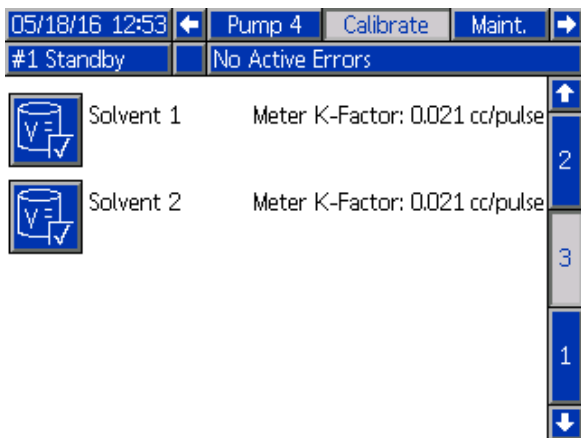 05/18/16 12:53 Pump 4 Calibrate Maint.
#1 Standby No Active Errors
Solvent 1 Meter K-Factor: 0.021 cc/pulse
2
Solvent 2 Meter K-Factor: 0.021 cc/pulse
3
1